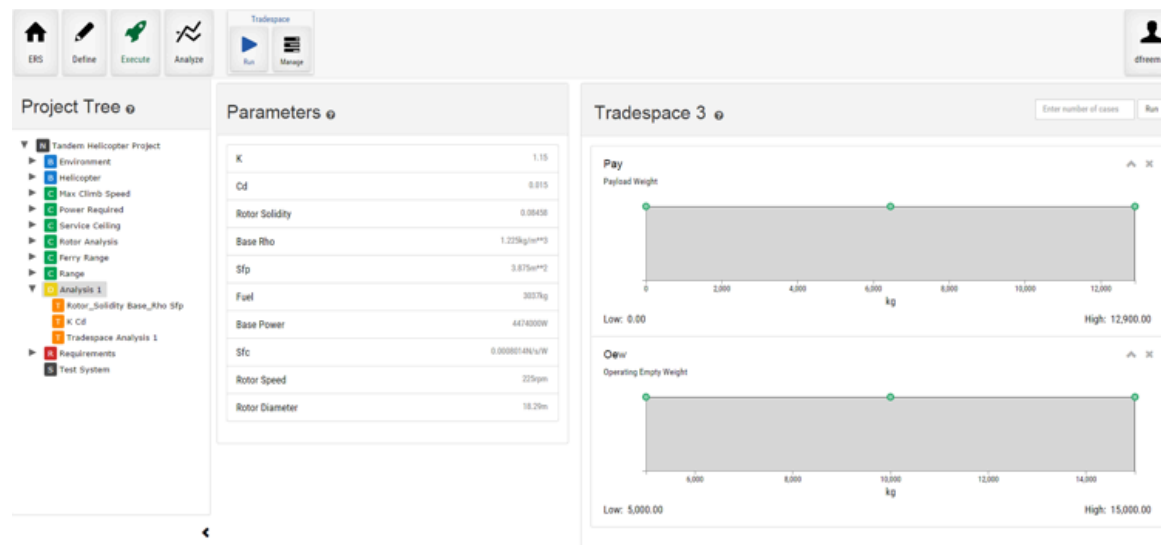 Tradespace
ERS
Define
Execute
Analyze
Run
Manage
dfreem
Project Tree
N Tandem Helicopter Project
B Environment
B Helicopter
C Max Climb Speed
C Power Required
C Service Ceiling
C Rotor Analysis
C Ferry Range
C Range
D Analysis 1
T Rotor_Solidity Base_Rho Sfp
T K Cd
T Tradespace Analysis 1
R Requirements
S Test System
Parameters
K 1.15
Cd 0.015
Rotor Solidity 0.08458
Base Rho 1.225kg/m**3
Sfp 3.875m**2
Fuel 3037kg
Base Power 4474000W
Sfc 0.0008014N/s/W
Rotor Speed 225rpm
Rotor Diameter 18.29m
Tradespace 3
Enter number of cases
Run
Pay
Payload Weight
0 2,000 4,000 6,000 8,000 10,000 12,000
kg
Low: 0.00 High: 12,900.00
Oew
Operating Empty Weight
6,000 8,000 10,000 12,000 14,000
kg
Low: 5,000.00 High: 15,000.00